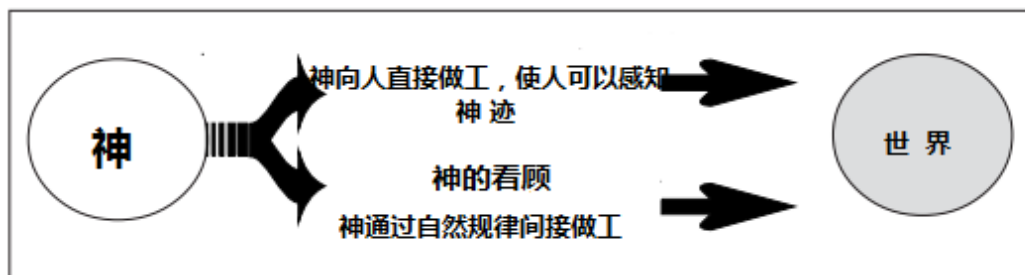 神
神向人直接做工，使人可以感知
神 迹
神的看顾
神通过自然规律间接做工
世 界